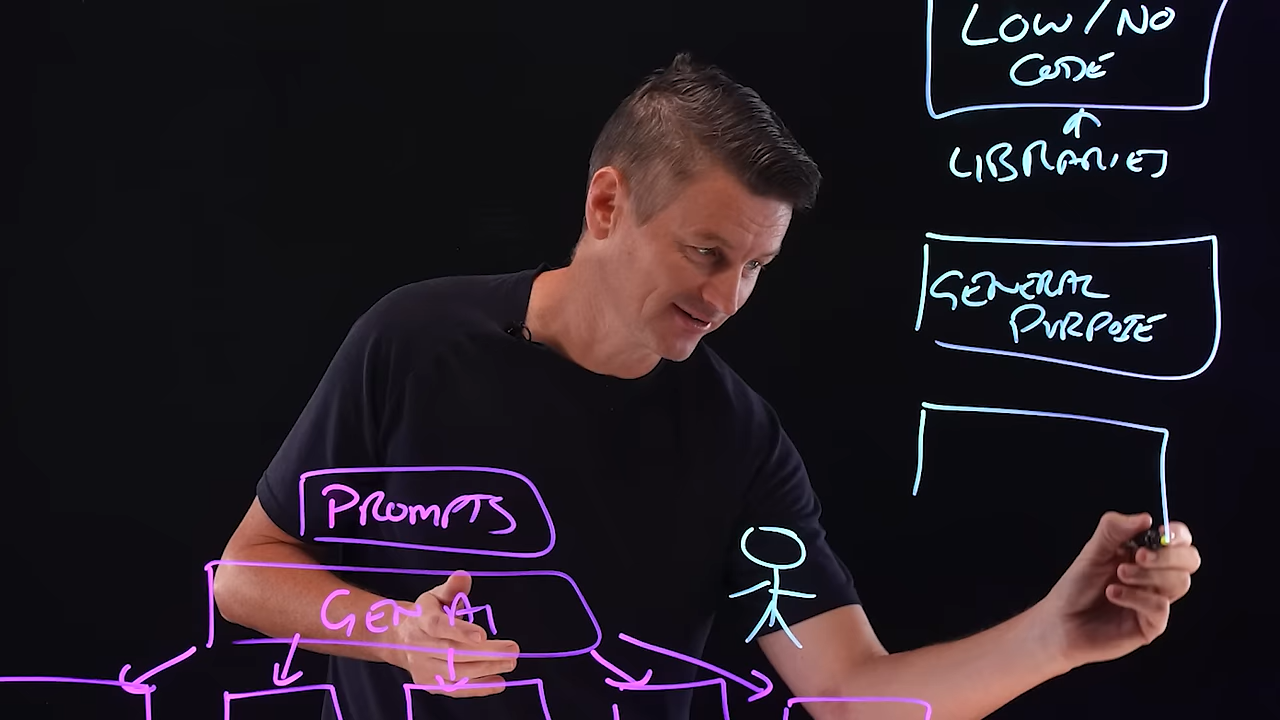 LOW/NO
CODE
LIBRARIES
GENERAL
PURPOSE
PROMPTS
GEN AI